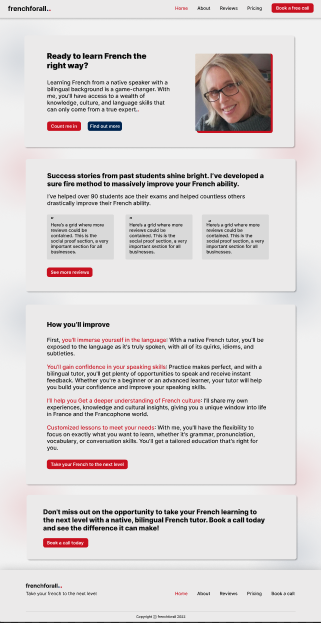 frenchforall..
Home About Reviews Pricing Book a free call
Ready to learn French the
right way?
Learning French from a native speaker with a
bilingual background is a game-changer. With
me, you'll have access to a wealth of
knowledge, culture, and language skills that
can only come from a true expert..
Count me in Find out more
Success stories from past students shine bright. I've developed a
sure fire method to massively improve your French ability.
I've helped over 90 students ace their exams and helped countless others
drastically improve their French ability.
" " "
Here's a grid where more
reviews could be
contained. This is the
social proof section, a very
important section for all
businesses.
Here's a grid where more
reviews could be
contained. This is the
social proof section, a very
important section for all
businesses.
Here's a grid where more
reviews could be
contained. This is the
social proof section, a very
important section for all
businesses.
See more reviews
How you'll improve
First, you'll immerse yourself in the language! With a native French tutor, you'll be
exposed to the language as it's truly spoken, with all of its quirks, idioms, and
subtleties.
You'll gain confidence in your speaking skills! Practice makes perfect, and with a
bilingual tutor, you'll get plenty of opportunities to speak and receive instant
feedback. Whether you're a beginner or an advanced learner, your tutor will help
you build your confidence and improve your speaking skills.
I'll help you Get a deeper understanding of French culture: I'll share my own
experiences, knowledge and cultural insights, giving you a unique window into life
in France and the Francophone world.
Customized lessons to meet your needs: With me, you'll have the flexibility to
focus on exactly what you want to learn, whether it's grammar, pronunciation,
vocabulary, or conversation skills. You'll get a tailored education that's right for
you.
Take your French to the next level
Don't miss out on the opportunity to take your French learning to
the next level with a native, bilingual French tutor. Book a call today
and see the difference it can make!
Book a call today
frenchforall..
Take your french to the next level
Home About Reviews Pricing Book a call
Copyright © frenchforall 2022